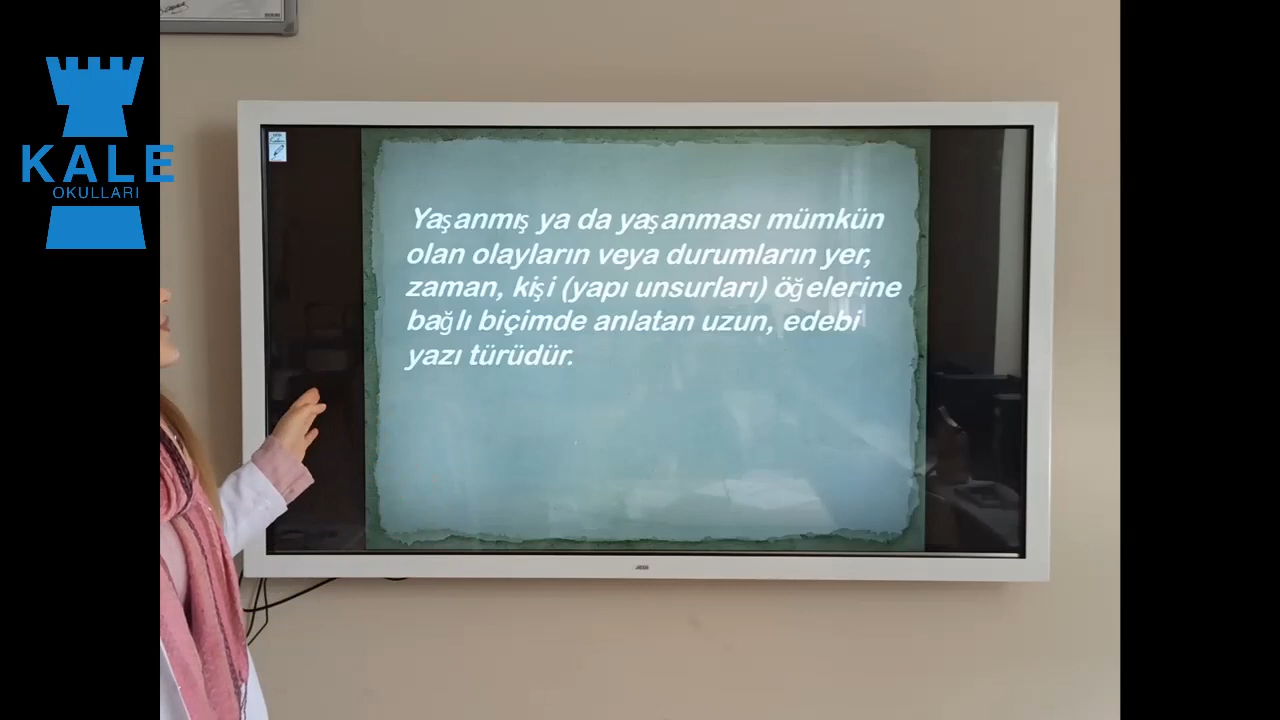 KALE
OKULLARI
Yaşanmış ya da yaşanması mümkün
olan olayların veya durumların yer,
zaman, kişi (yapı unsurları) öğelerine
bağlı biçimde anlatan uzun, edebi
yazı türüdür.